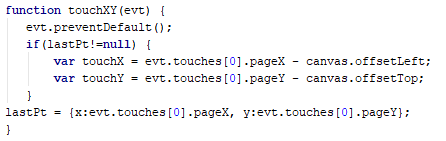 function touchXY(evt) {
evt.preventDefault();
if(lastPt!=null) {
var touchX = evt.touches[0].pageX - canvas.offsetLeft;
var touchY = evt.touches[0].pageY - canvas.offsetTop;
}
lastPt = {x:evt.touches[0].pageX, y:evt.touches[0].pageY};
}